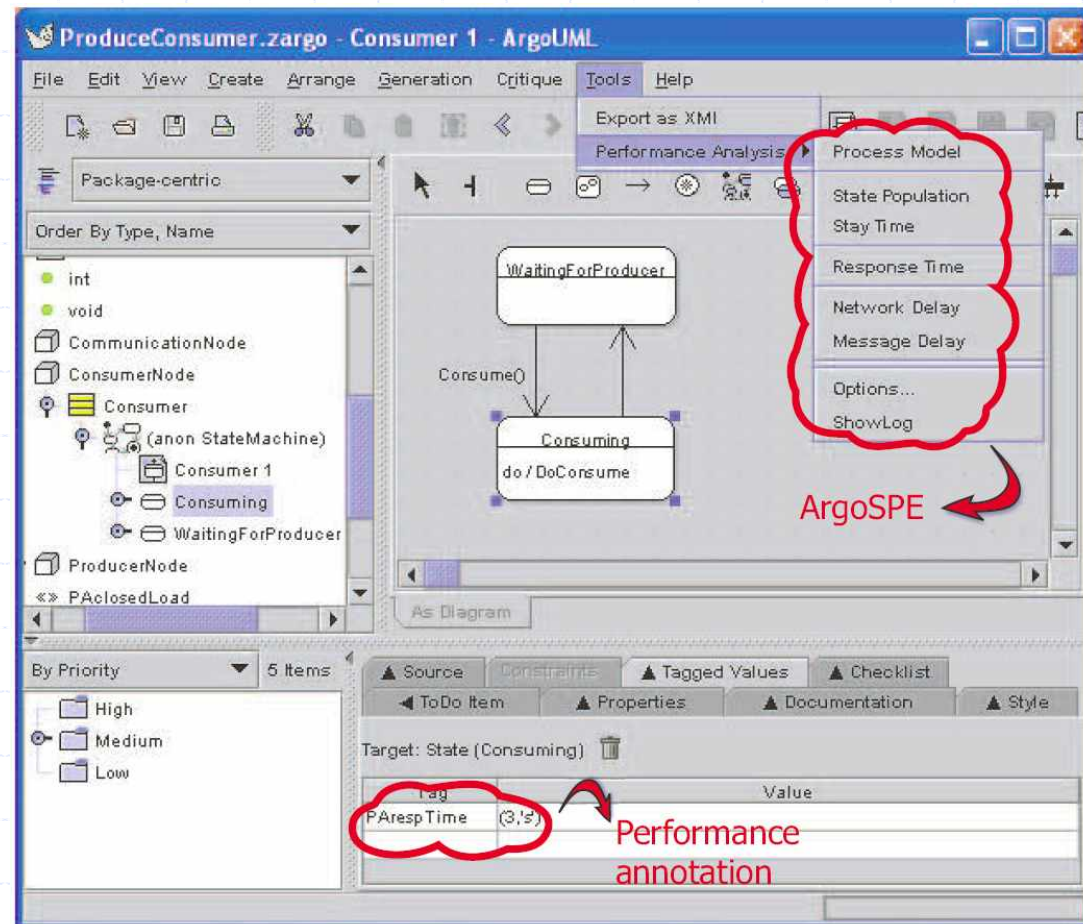 ProduceConsumer.zargo - Consumer 1 - ArgoUML
File Edit View Create Arrange Generation Critique Tools Help
Export as XMI
Performance Analysis
Process Model
State Population
Stay Time
Response Time
Network Delay
Message Delay
Options...
ShowLog
ArgoSPE
Package-centric
Order By Type, Name
int
void
CommunicationNode
ConsumerNode
Consumer
(anon StateMachine)
Consumer 1
Consuming
WaitingForProducer
ProducerNode
«» PAclosedLoad
WaitingForProducer
Consume()
Consuming
do / DoConsume
As Diagram
By Priority 5 Items
High
Medium
Low
Source Constraints Tagged Values Checklist
ToDo Item Properties Documentation Style
Target: State (Consuming)
Tag Value
PArespTime (3,'s')
Performance
annotation